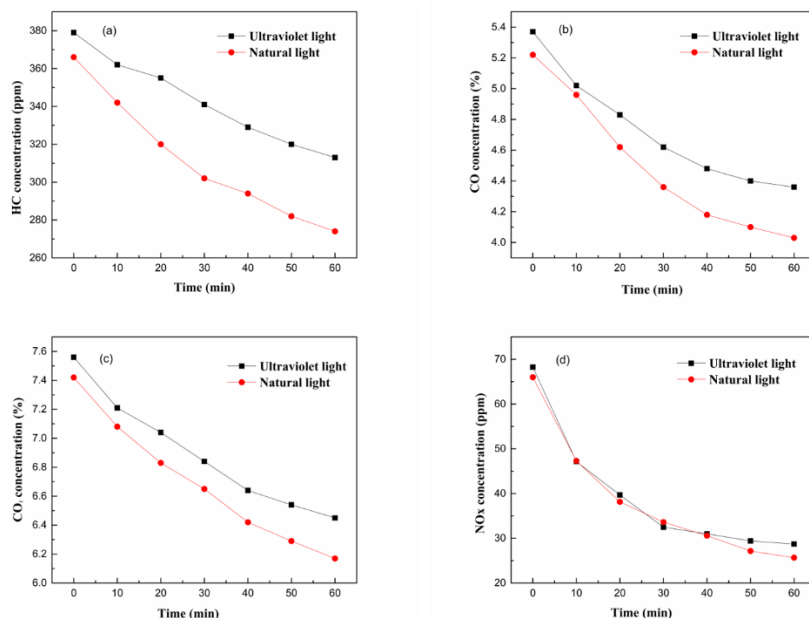 (a)
Ultraviolet light
Natural light
HC concentration (ppm)
380
360
340
320
300
280
260
0 10 20 30 40 50 60
Time (min)
(b)
Ultraviolet light
Natural light
CO concentration (%)
5.4
5.2
5.0
4.8
4.6
4.4
4.2
4.0
0 10 20 30 40 50 60
Time (min)
(c)
Ultraviolet light
Natural light
CO₂ concentration (%)
7.6
7.4
7.2
7.0
6.8
6.6
6.4
6.2
6.0
0 10 20 30 40 50 60
Time (min)
(d)
Ultraviolet light
Natural light
NOx concentration (ppm)
70
60
50
40
30
20
0 10 20 30 40 50 60
Time (min)